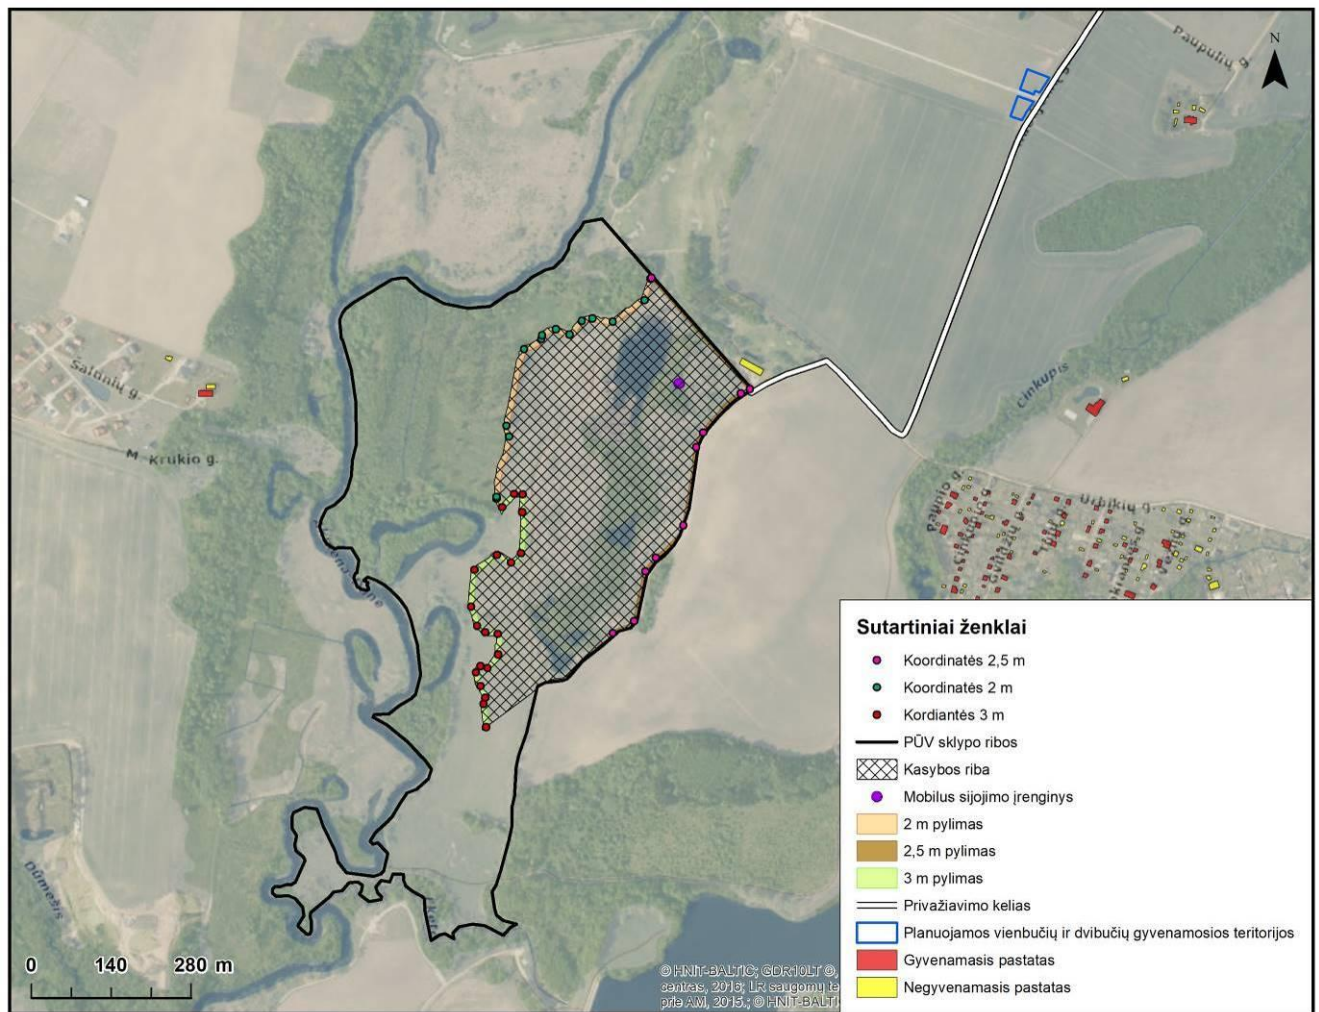 Paupulių g.
N
Cinkupis
Šaltinių g.
M. Krukio g.
Urbikių g.
Paupio g.
Dūmešis
Sutartiniai ženklai
Koordinatės 2,5 m
Koordinatės 2 m
Kordiantės 3 m
PŪV sklypo ribos
Kasybos riba
Mobilus sijojimo įrenginys
2 m pylimas
2,5 m pylimas
3 m pylimas
Privažiavimo kelias
Planuojamos vienbučių ir dvibučių gyvenamosios teritorijos
Gyvenamasis pastatas
Negyvenamasis pastatas
0 140 280 m
© HNIT-BALTIC; GDR10LT ©,
centras, 2016; LR saugomų te
prie AM, 2015.; © HNIT-BALTI